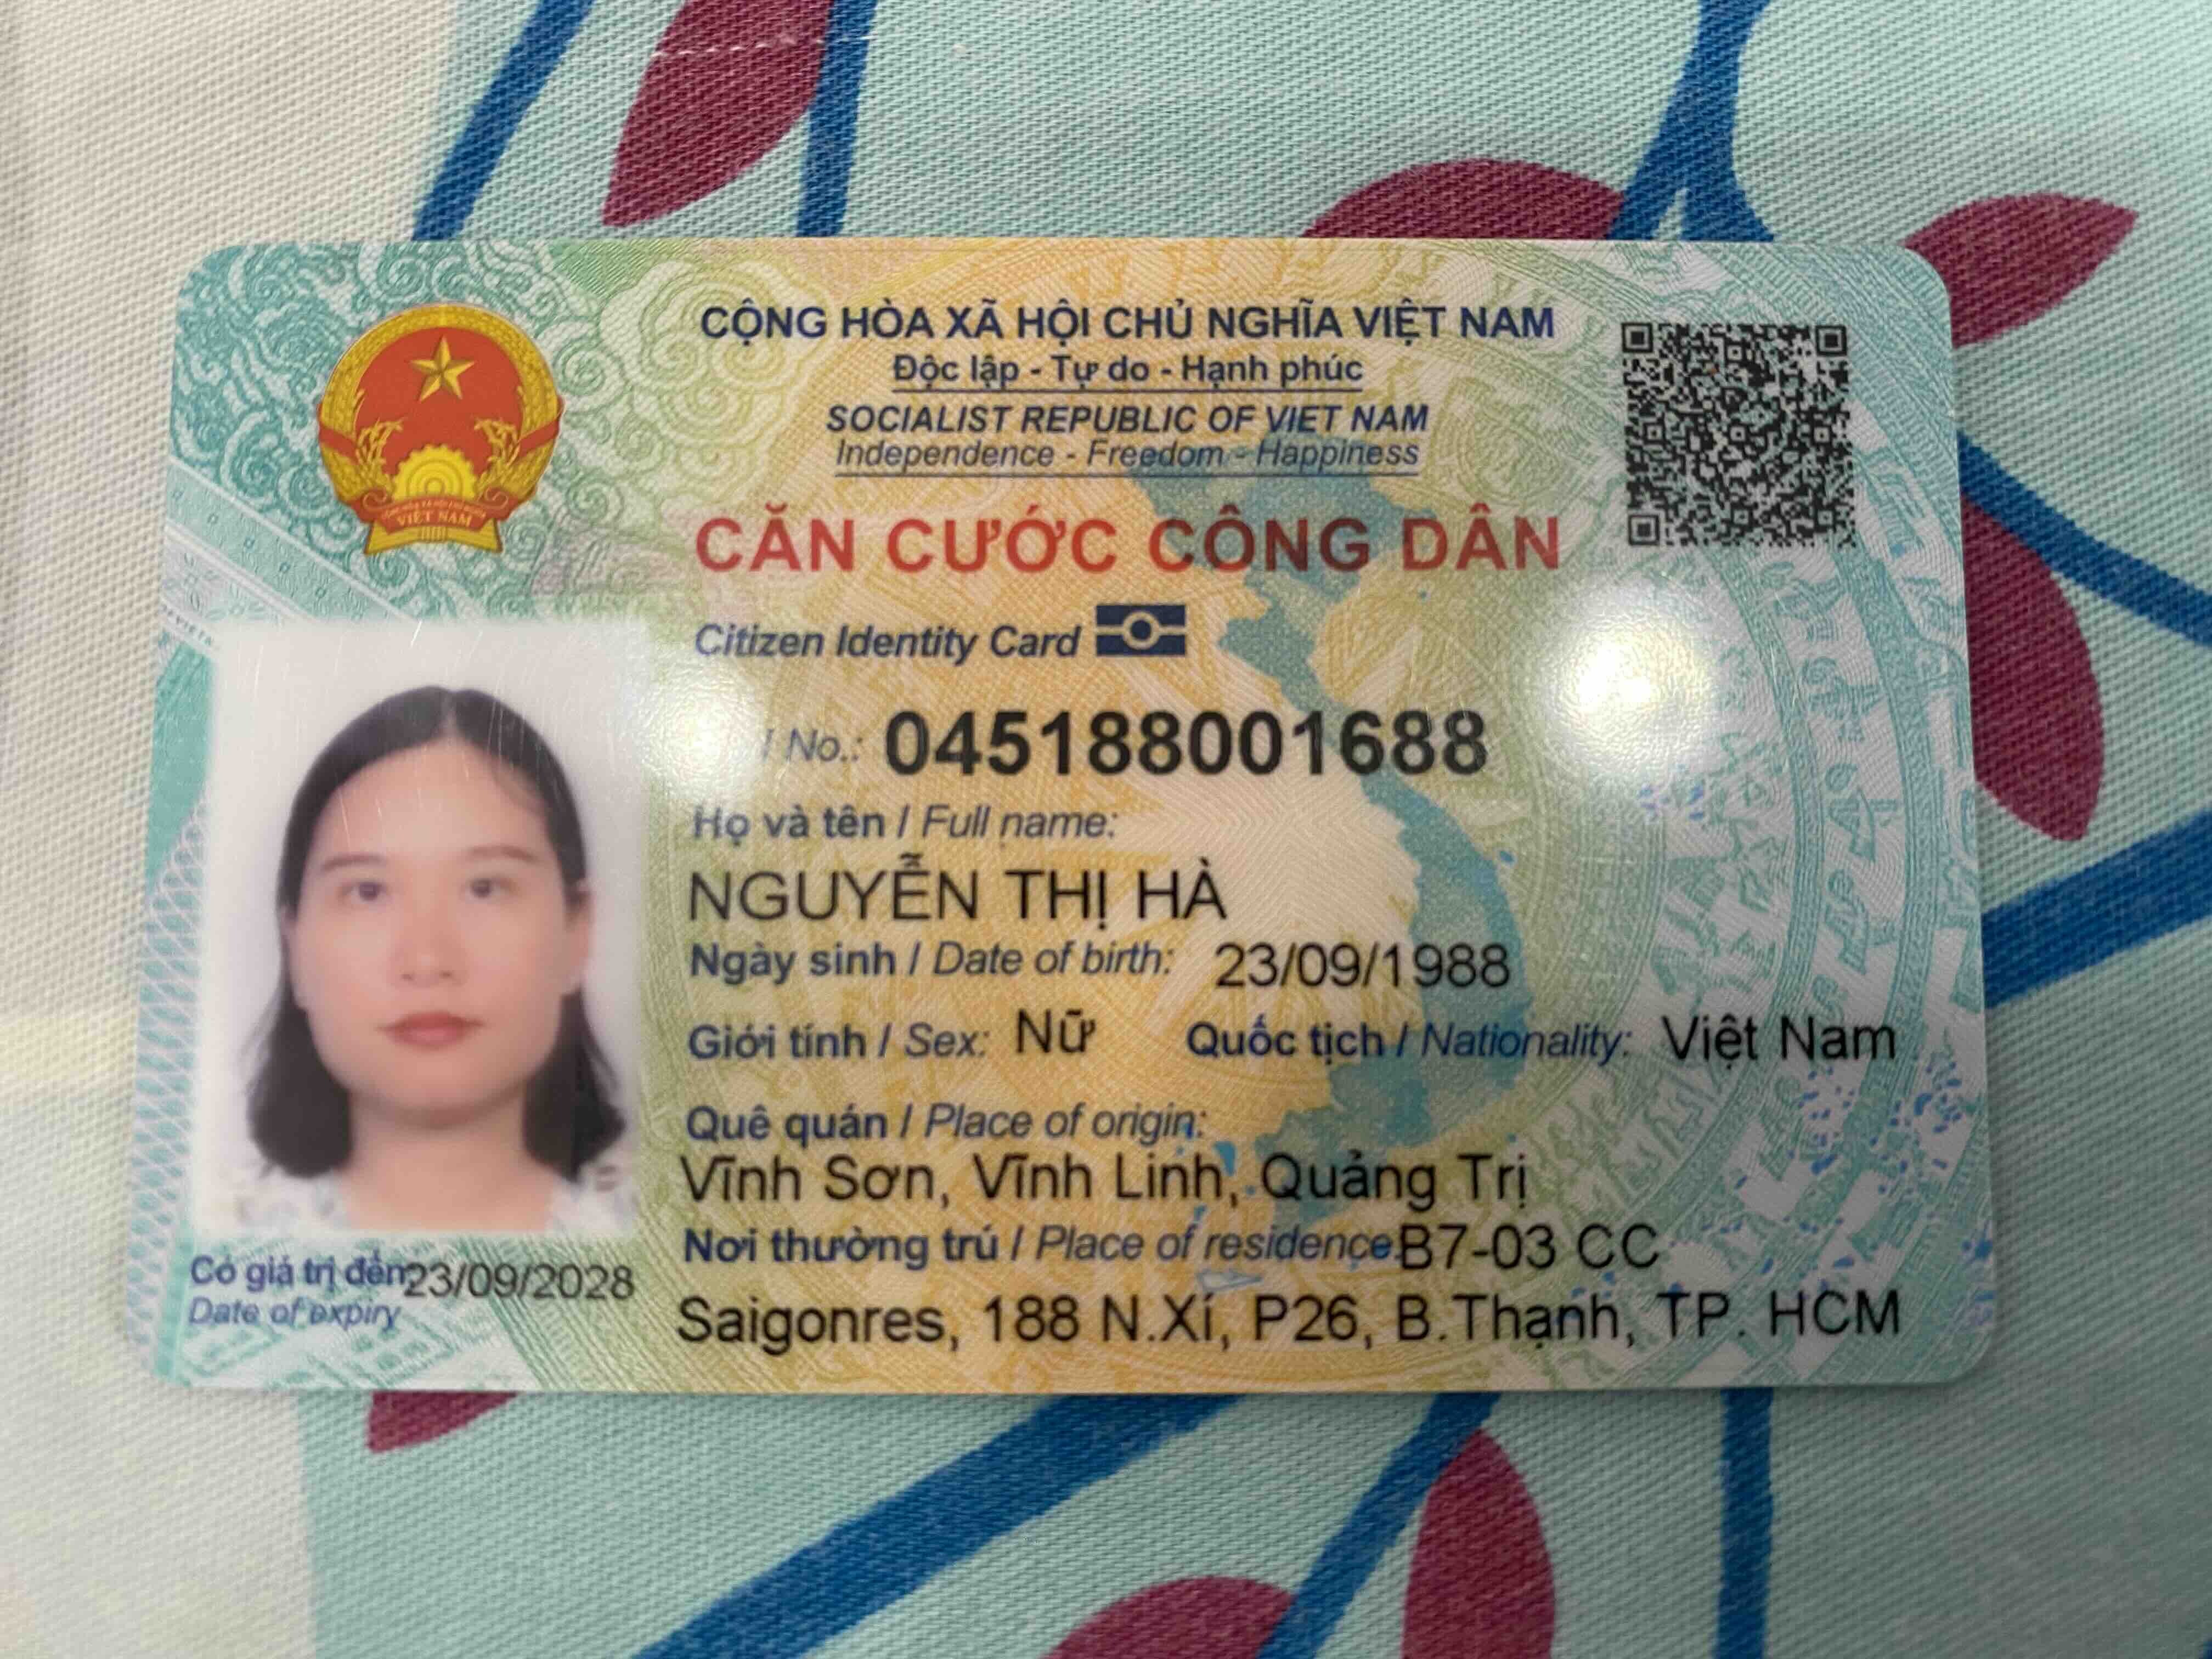 CỘNG HÒA XÃ HỘI CHỦ NGHĨA VIỆT NAM
Độc lập - Tự do - Hạnh phúc
SOCIALIST REPUBLIC OF VIET NAM
Independence - Freedom - Happiness
CĂN CƯỚC CÔNG DÂN
Citizen Identity Card
/ No.: 045188001688
Họ và tên / Full name:
NGUYỄN THỊ HÀ
Ngày sinh / Date of birth: 23/09/1988
Giới tính / Sex: Nữ Quốc tịch / Nationality: Việt Nam
Quê quán / Place of origin:
Vĩnh Sơn, Vĩnh Linh, Quảng Trị
Nơi thường trú / Place of residence: B7-03 CC
Saigonres, 188 N.Xí, P26, B.Thạnh, TP. HCM
Có giá trị đến: 23/09/2028
Date of expiry
VIỆT NAM